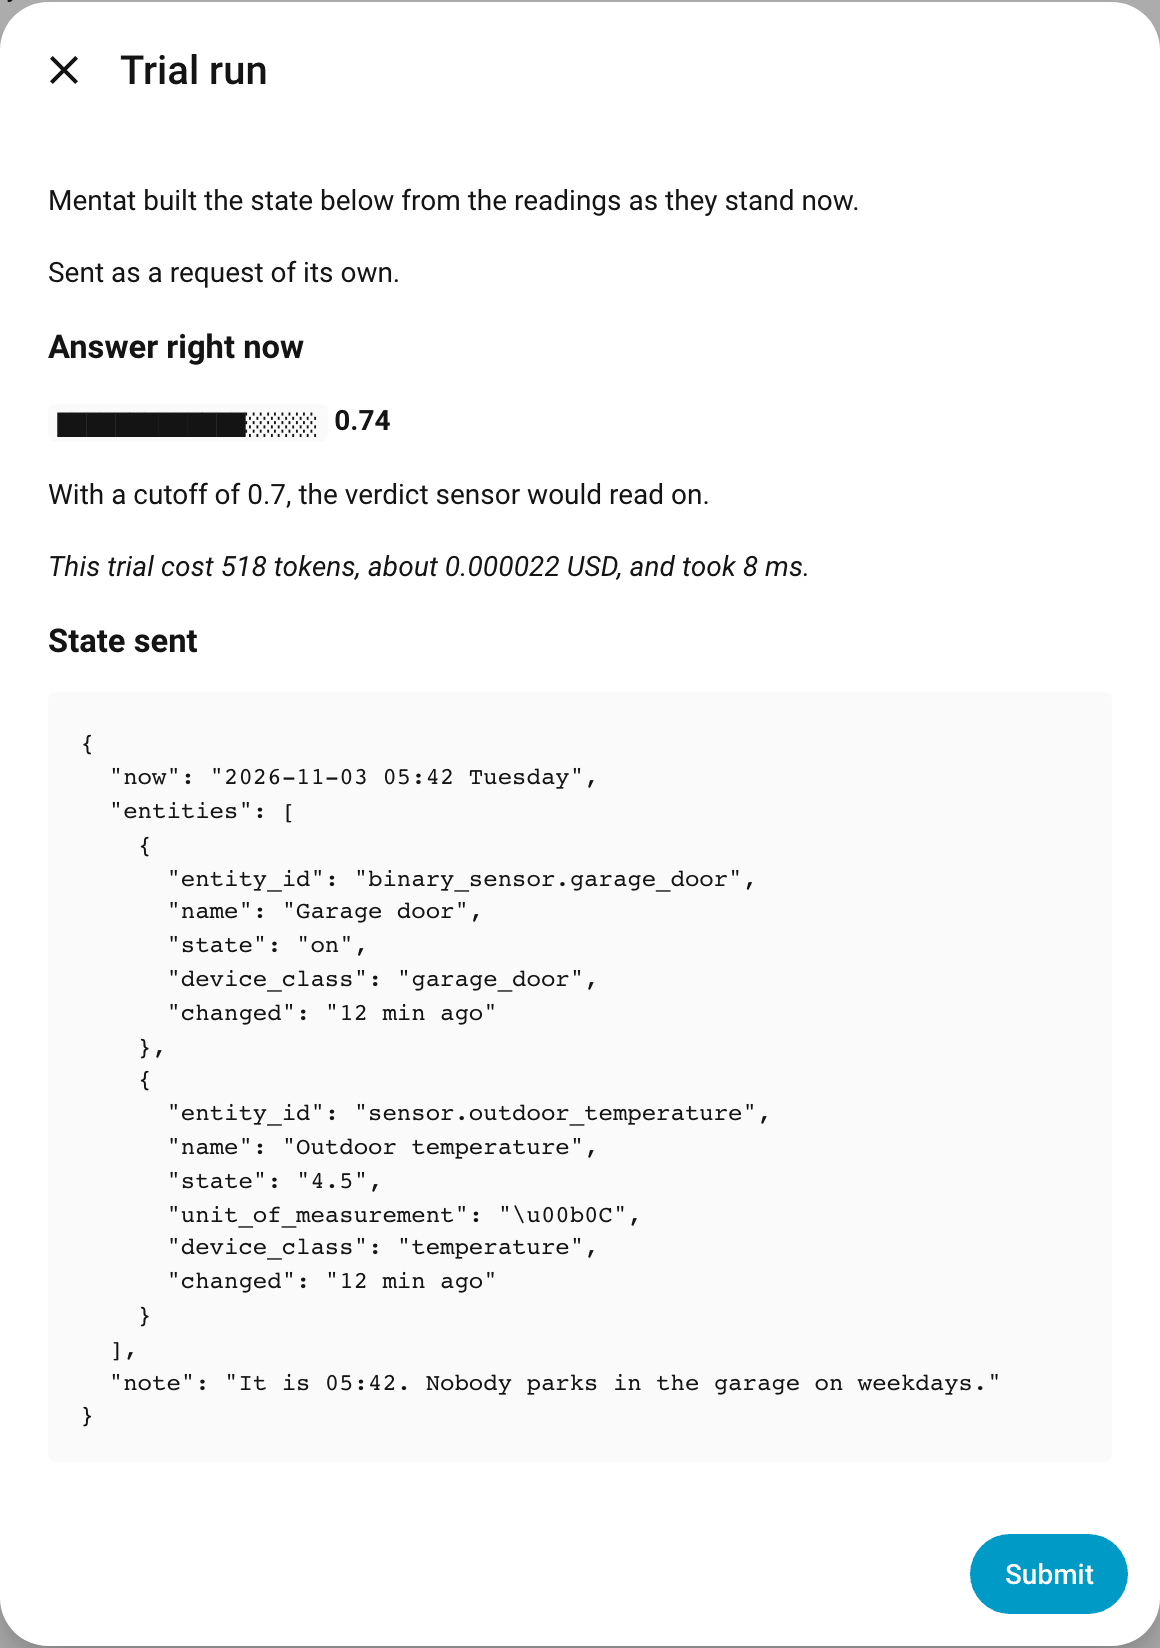 Trial run
Mentat built the state below from the readings as they stand now.
Sent as a request of its own.
Answer right now
0.74
With a cutoff of 0.7, the verdict sensor would read on.
This trial cost 518 tokens, about 0.000022 USD, and took 8 ms.
State sent
{
  "now": "2026-11-03 05:42 Tuesday",
  "entities": [
    {
      "entity_id": "binary_sensor.garage_door",
      "name": "Garage door",
      "state": "on",
      "device_class": "garage_door",
      "changed": "12 min ago"
    },
    {
      "entity_id": "sensor.outdoor_temperature",
      "name": "Outdoor temperature",
      "state": "4.5",
      "unit_of_measurement": "\u00b0C",
      "device_class": "temperature",
      "changed": "12 min ago"
    }
  ],
  "note": "It is 05:42. Nobody parks in the garage on weekdays."
}
Submit